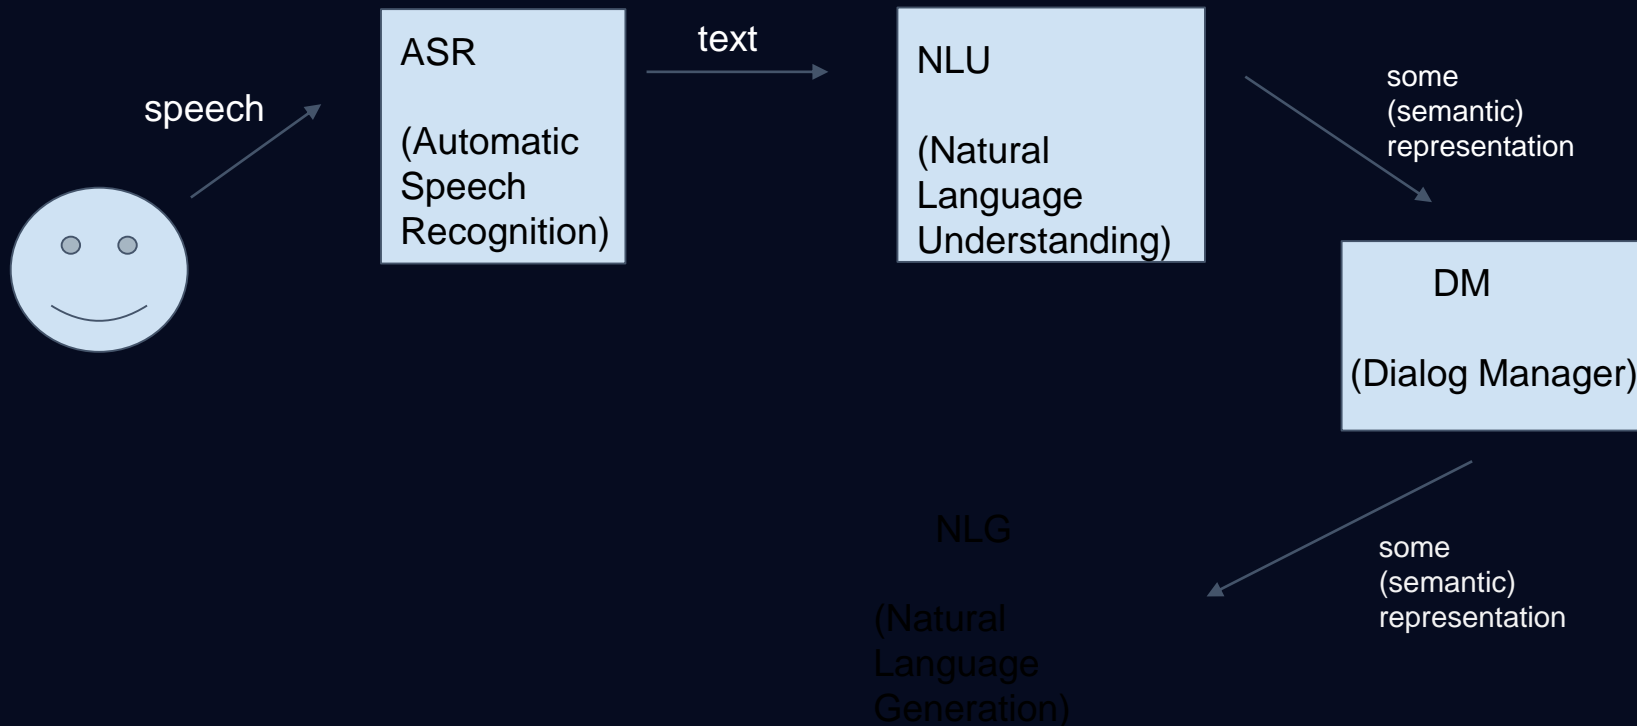 speech
ASR
(Automatic
Speech
Recognition)
text
NLU
(Natural
Language
Understanding)
some
(semantic)
representation
DM
(Dialog Manager)
some
(semantic)
representation
NLG
(Natural
Language
Generation)